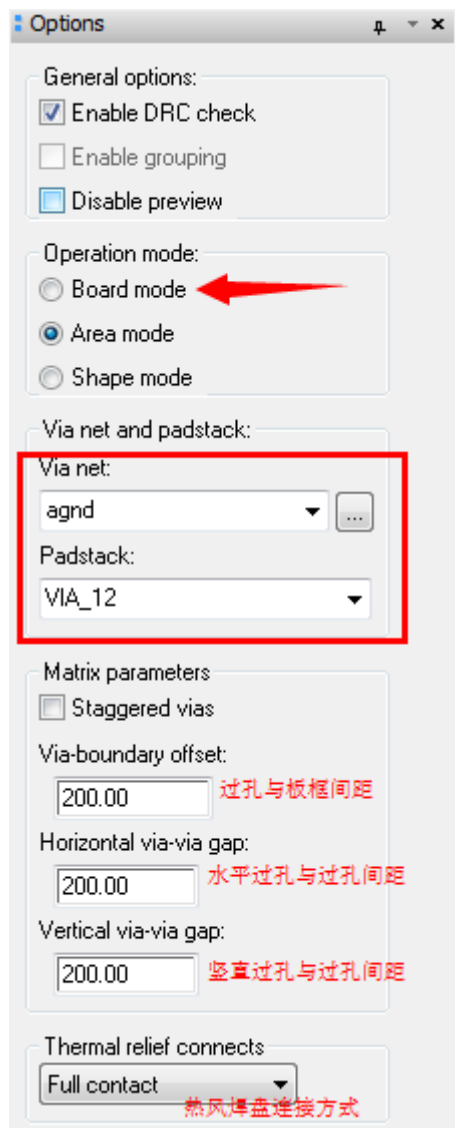 Options
General options:
Enable DRC check
Enable grouping
Disable preview
Operation mode:
Board mode
Area mode
Shape mode
Via net and padstack:
Via net:
agnd
...
Padstack:
VIA_12
Matrix parameters
Staggered vias
Via-boundary offset:
200.00 过孔与板框间距
Horizontal via-via gap:
200.00 水平过孔与过孔间距
Vertical via-via gap:
200.00 竖直过孔与过孔间距
Thermal relief connects
Full contact
热风焊盘连接方式